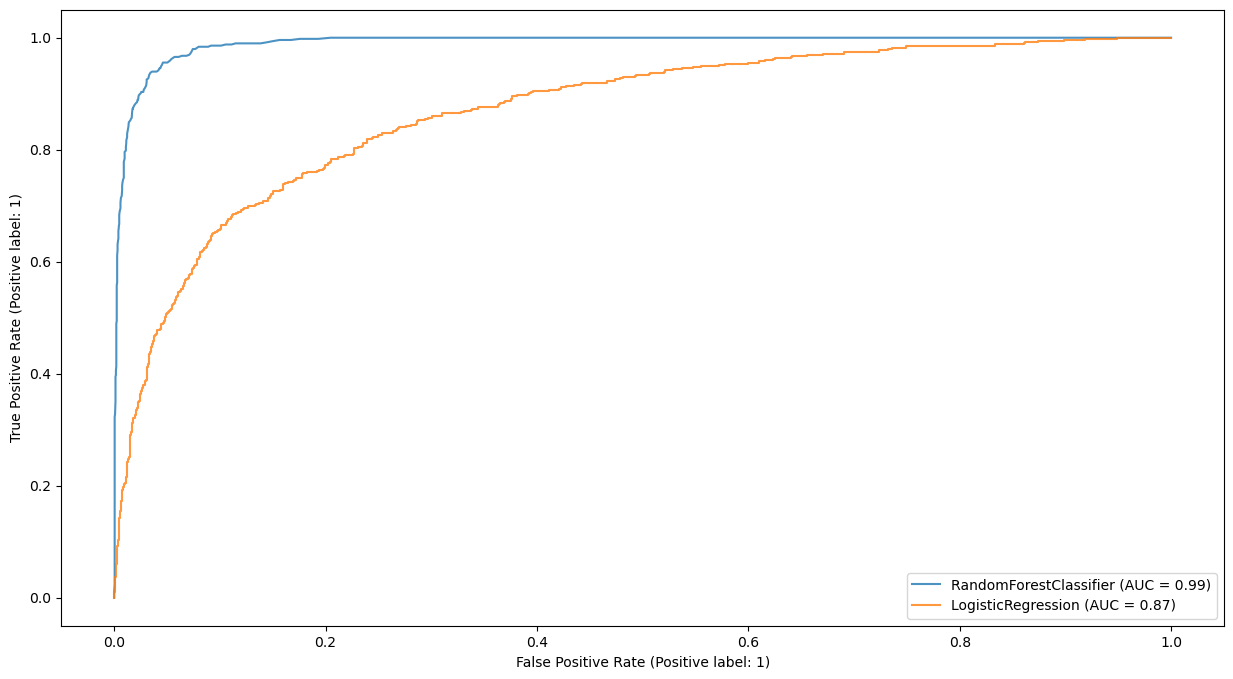 1.0
0.8
0.6
0.4
0.2
0.0
True Positive Rate (Positive label: 1)
RandomForestClassifier (AUC = 0.99)
LogisticRegression (AUC = 0.87)
0.0 0.2 0.4 0.6 0.8 1.0
False Positive Rate (Positive label: 1)